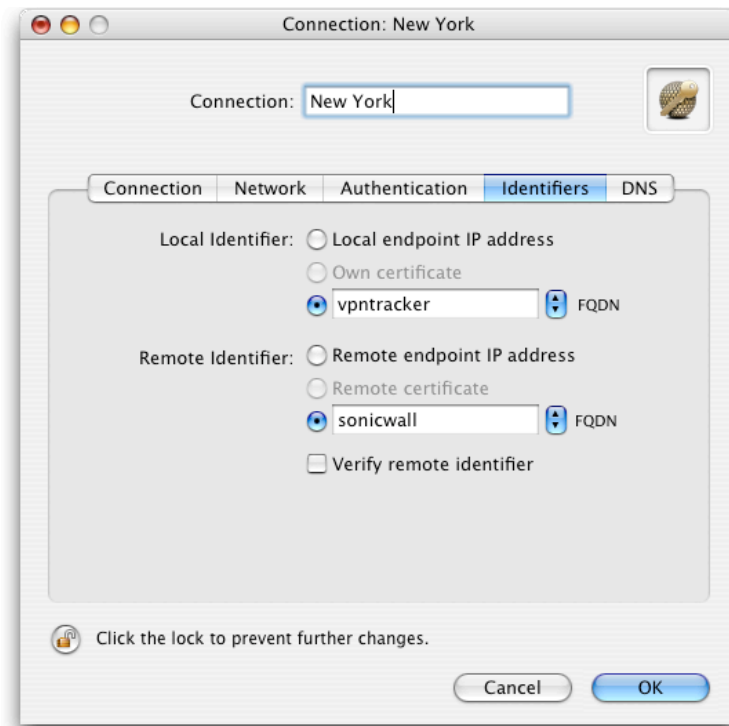 Connection: New York
Connection: New York
Connection Network Authentication Identifiers DNS
Local Identifier: Local endpoint IP address
Own certificate
vpntracker FQDN
Remote Identifier: Remote endpoint IP address
Remote certificate
sonicwall FQDN
Verify remote identifier
Click the lock to prevent further changes.
Cancel OK